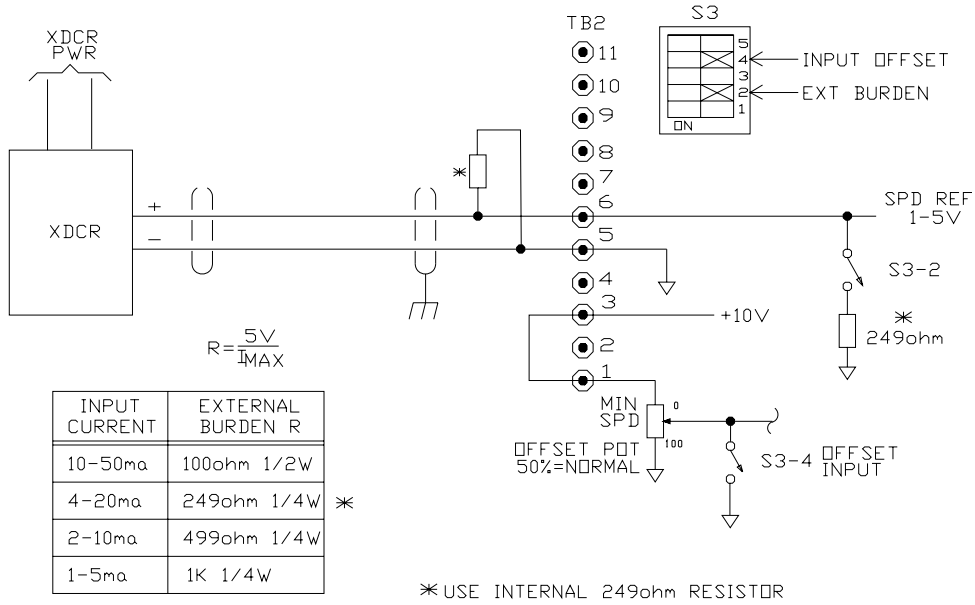 XDCR
PWR
TB2
S3
11
10
9
8
7
6
5
4
3
2
1
5
4
3
2
1
ON
INPUT OFFSET
EXT BURDEN
*
+
−
XDCR
SPD REF
1-5V
S3-2
*
249ohm
+10V
R=5V/IMAX
MIN
SPD
0
100
OFFSET POT
50%=NORMAL
S3-4 OFFSET
INPUT
INPUT CURRENT EXTERNAL BURDEN R
10-50ma 100ohm 1/2W
4-20ma 249ohm 1/4W *
2-10ma 499ohm 1/4W
1-5ma 1K 1/4W
* USE INTERNAL 249ohm RESISTOR